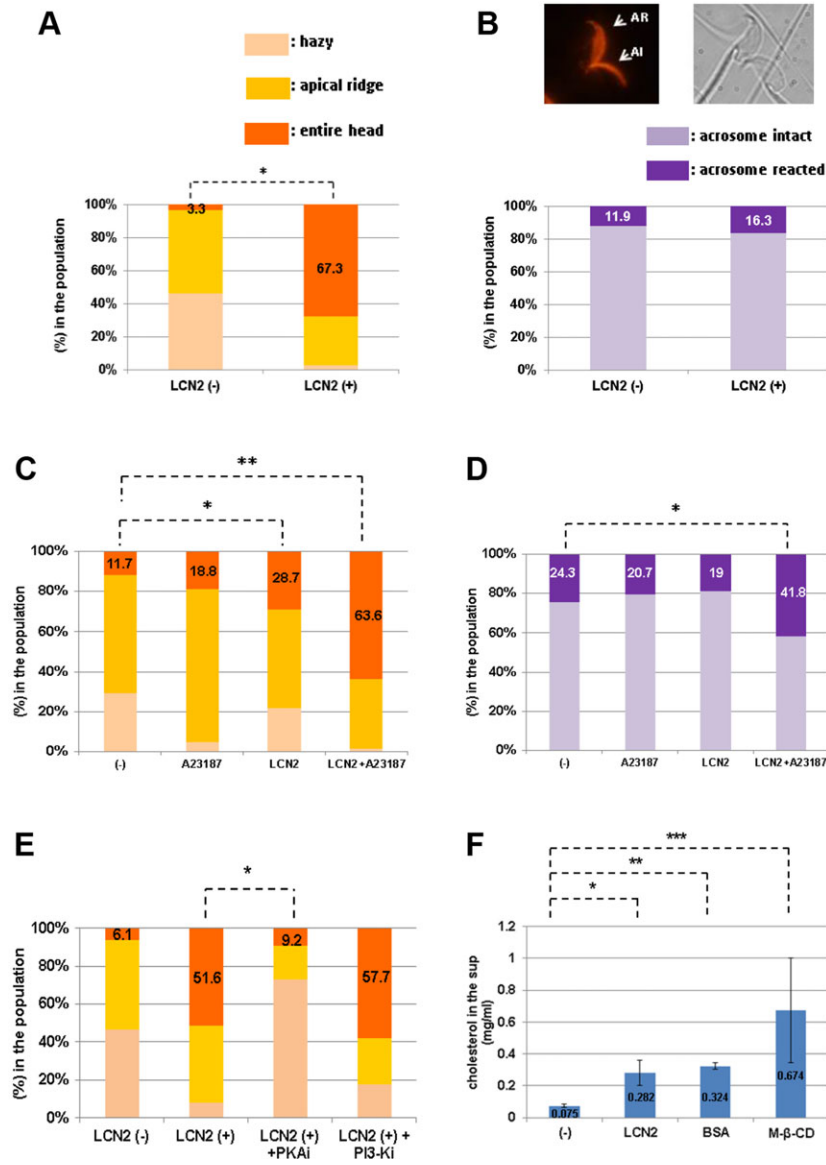 A
: hazy
: apical ridge
: entire head
*
(%) in the population
100%
80%
60%
40%
20%
0%
3.3
67.3
LCN2 (-)
LCN2 (+)
B
AR
AI
: acrosome intact
: acrosome reacted
(%) in the population
100%
80%
60%
40%
20%
0%
11.9
16.3
LCN2 (-)
LCN2 (+)
C
**
*
(%) in the population
100%
80%
60%
40%
20%
0%
11.7
18.8
28.7
63.6
(-)
A23187
LCN2
LCN2+A23187
D
*
(%) in the population
100%
80%
60%
40%
20%
0%
24.3
20.7
19
41.8
(-)
A23187
LCN2
LCN2+A23187
E
*
(%) in the population
100%
80%
60%
40%
20%
0%
6.1
51.6
9.2
57.7
LCN2 (-)
LCN2 (+)
LCN2 (+)
+PKAi
LCN2 (+) +
PI3-Ki
F
***
**
*
cholesterol in the sup
(mg/ml)
1.2
1
0.8
0.6
0.4
0.2
0
0.075
0.282
0.324
0.674
(-)
LCN2
BSA
M-β-CD